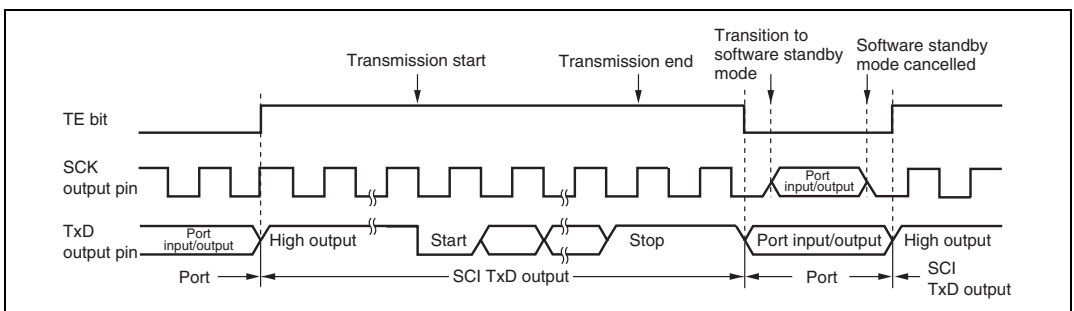 Transmission start
Transmission end
Transition to
software standby
mode
Software standby
mode cancelled
TE bit
SCK
output pin
Port
input/output
TxD
output pin
Port
input/output
High output
Start
Stop
Port input/output
High output
Port
SCI TxD output
Port
SCI
TxD output